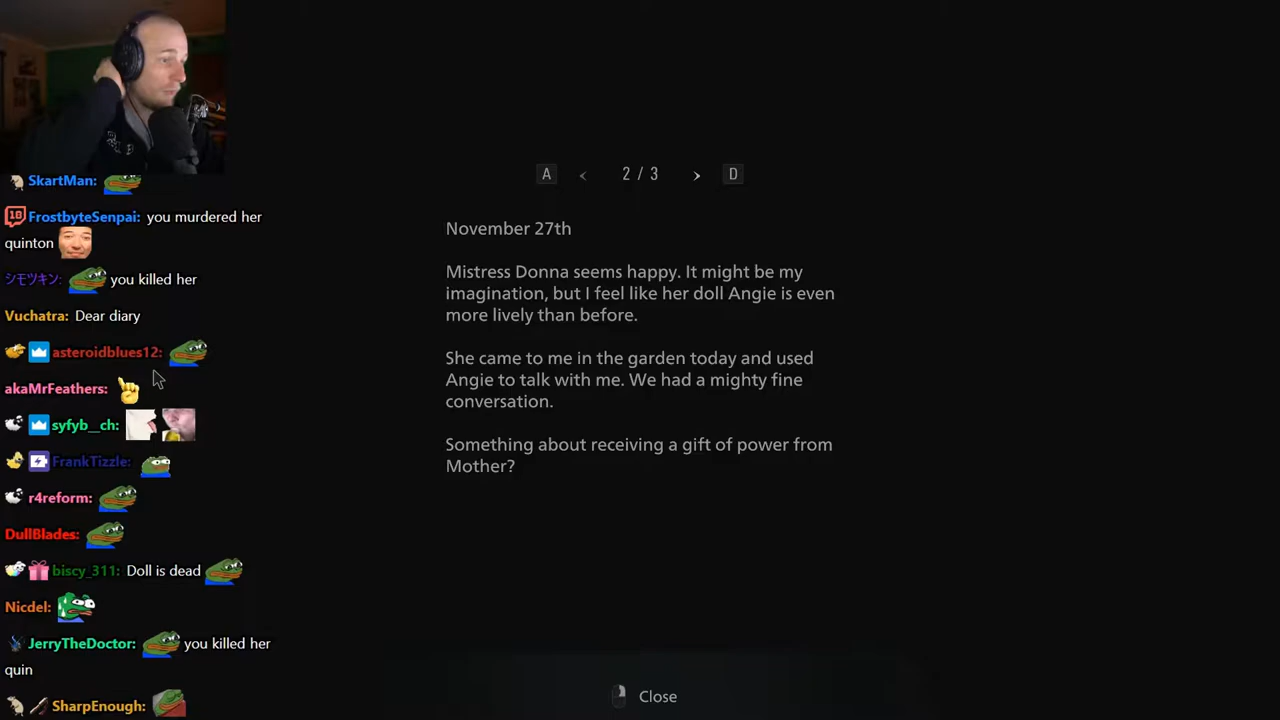 SkartMan:
FrostbyteSenpai: you murdered her
quinton
シモツキン: you killed her
Vuchatra: Dear diary
asteroidblues12:
akaMrFeathers:
syfyb__ch:
FrankTizzle:
r4reform:
DullBlades:
biscy_311: Doll is dead
Nicdel:
JerryTheDoctor: you killed her
quin
SharpEnough:
A < 2 / 3 > D
November 27th
Mistress Donna seems happy. It might be my
imagination, but I feel like her doll Angie is even
more lively than before.
She came to me in the garden today and used
Angie to talk with me. We had a mighty fine
conversation.
Something about receiving a gift of power from
Mother?
Close